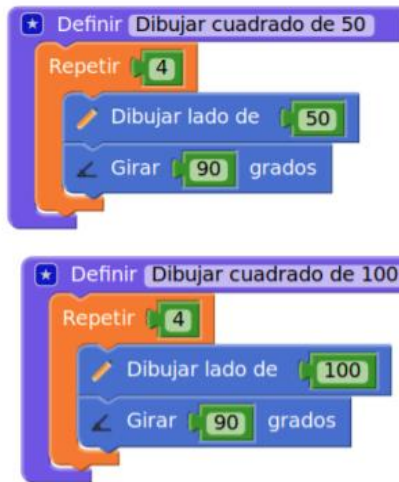 Definir Dibujar cuadrado de 50
Repetir 4
Dibujar lado de 50
Girar 90 grados
Definir Dibujar cuadrado de 100
Repetir 4
Dibujar lado de 100
Girar 90 grados